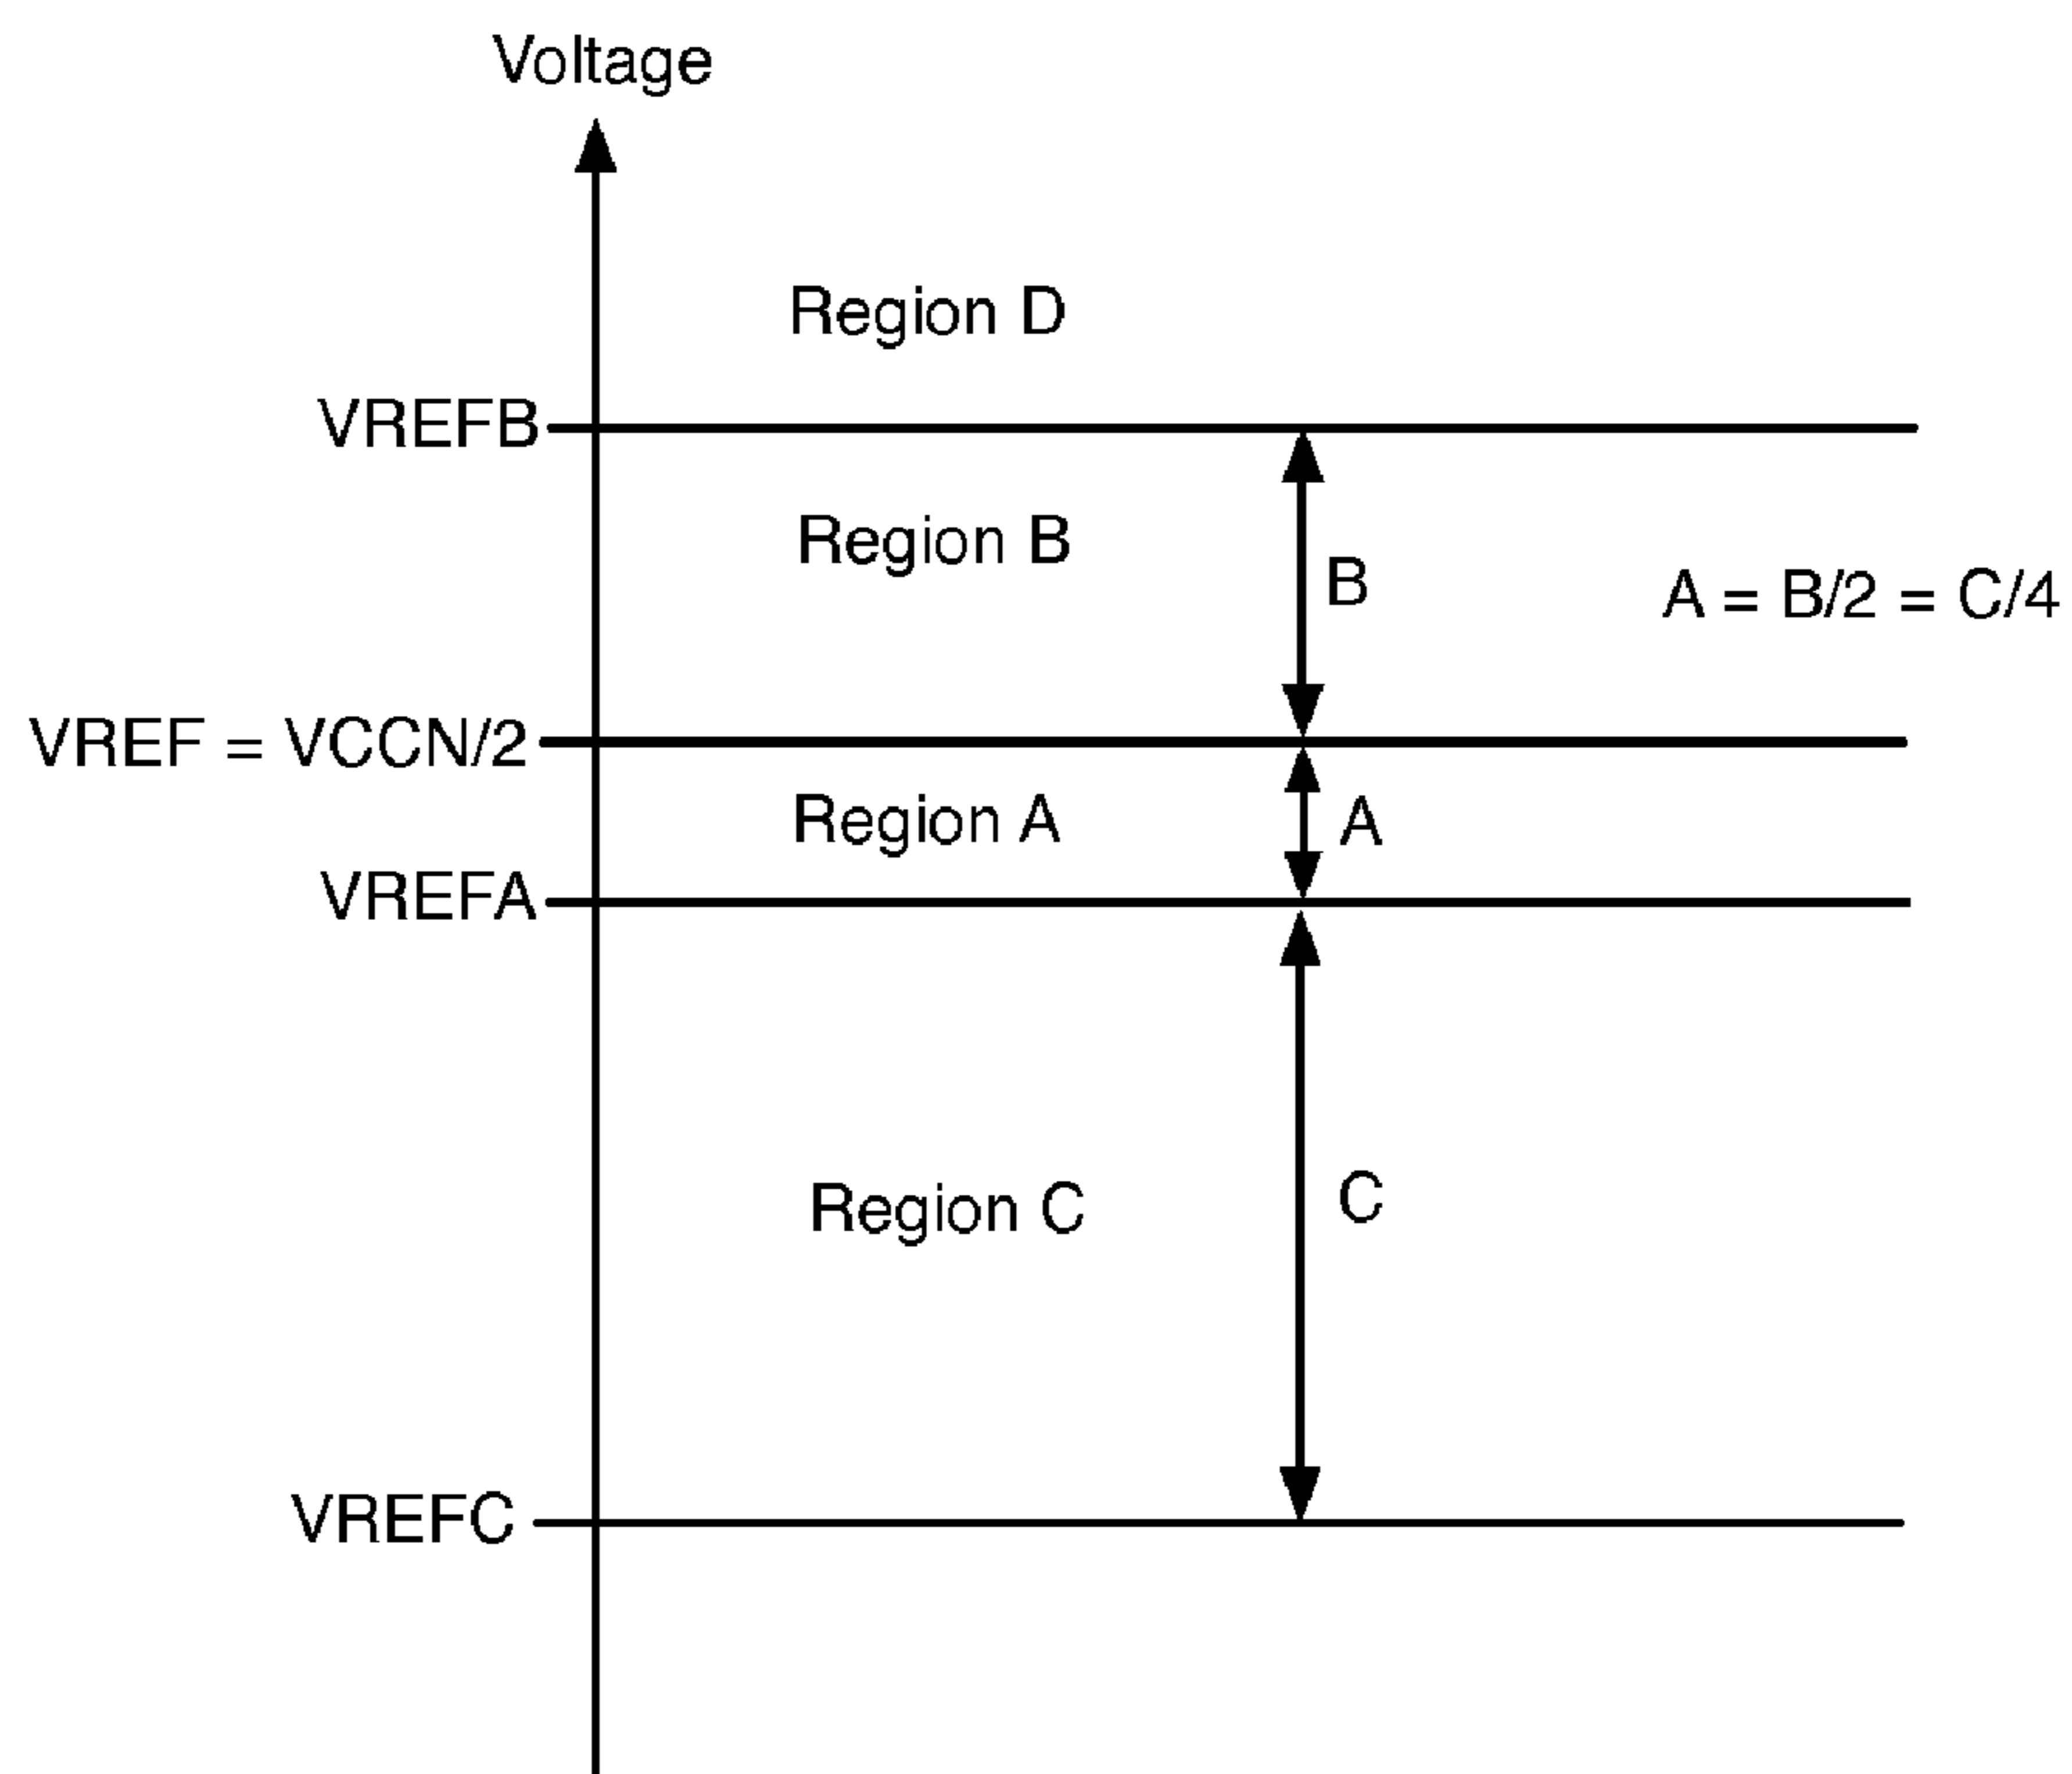 Voltage
Region D
VREFB
Region B
B
A = B/2 = C/4
VREF = VCCN/2
Region A
A
VREFA
Region C
C
VREFC